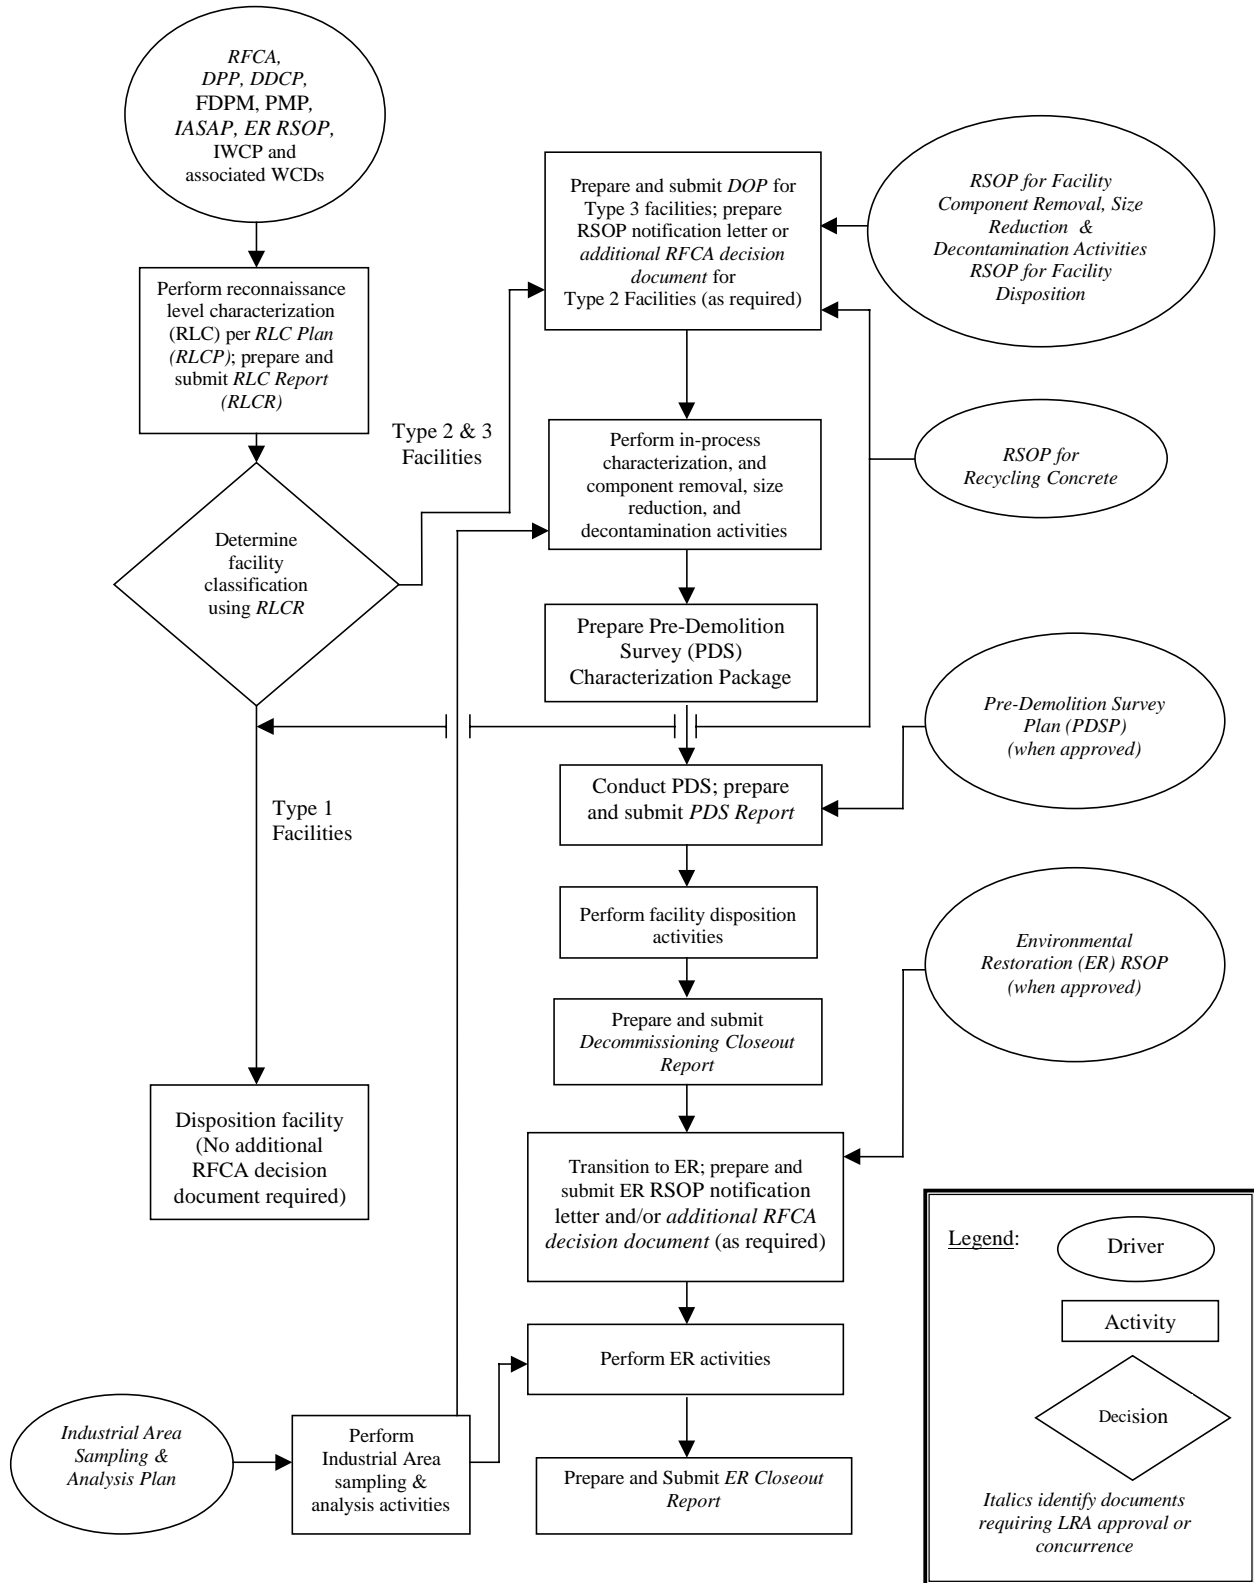 RFCA,
DPP, DDCP,
FDPM, PMP,
IASAP, ER RSOP,
IWCP and
associated WCDs
Perform reconnaissance
level characterization
(RLC) per RLC Plan
(RLCP); prepare and
submit RLC Report
(RLCR)
Determine
facility
classification
using RLCR
Type 2 & 3
Facilities
Type 1
Facilities
Disposition facility
(No additional
RFCA decision
document required)
Prepare and submit DOP for
Type 3 facilities; prepare
RSOP notification letter or
additional RFCA decision
document for
Type 2 Facilities (as required)
RSOP for Facility
Component Removal, Size
Reduction &
Decontamination Activities
RSOP for Facility
Disposition
RSOP for
Recycling Concrete
Perform in-process
characterization, and
component removal, size
reduction, and
decontamination activities
Prepare Pre-Demolition
Survey (PDS)
Characterization Package
Pre-Demolition Survey
Plan (PDSP)
(when approved)
Conduct PDS; prepare
and submit PDS Report
Perform facility disposition
activities
Environmental
Restoration (ER) RSOP
(when approved)
Prepare and submit
Decommissioning Closeout
Report
Transition to ER; prepare and
submit ER RSOP notification
letter and/or additional RFCA
decision document (as required)
Perform ER activities
Industrial Area
Sampling &
Analysis Plan
Perform
Industrial Area
sampling &
analysis activities
Prepare and Submit ER Closeout
Report
Legend:
Driver
Activity
Decision
Italics identify documents
requiring LRA approval or
concurrence